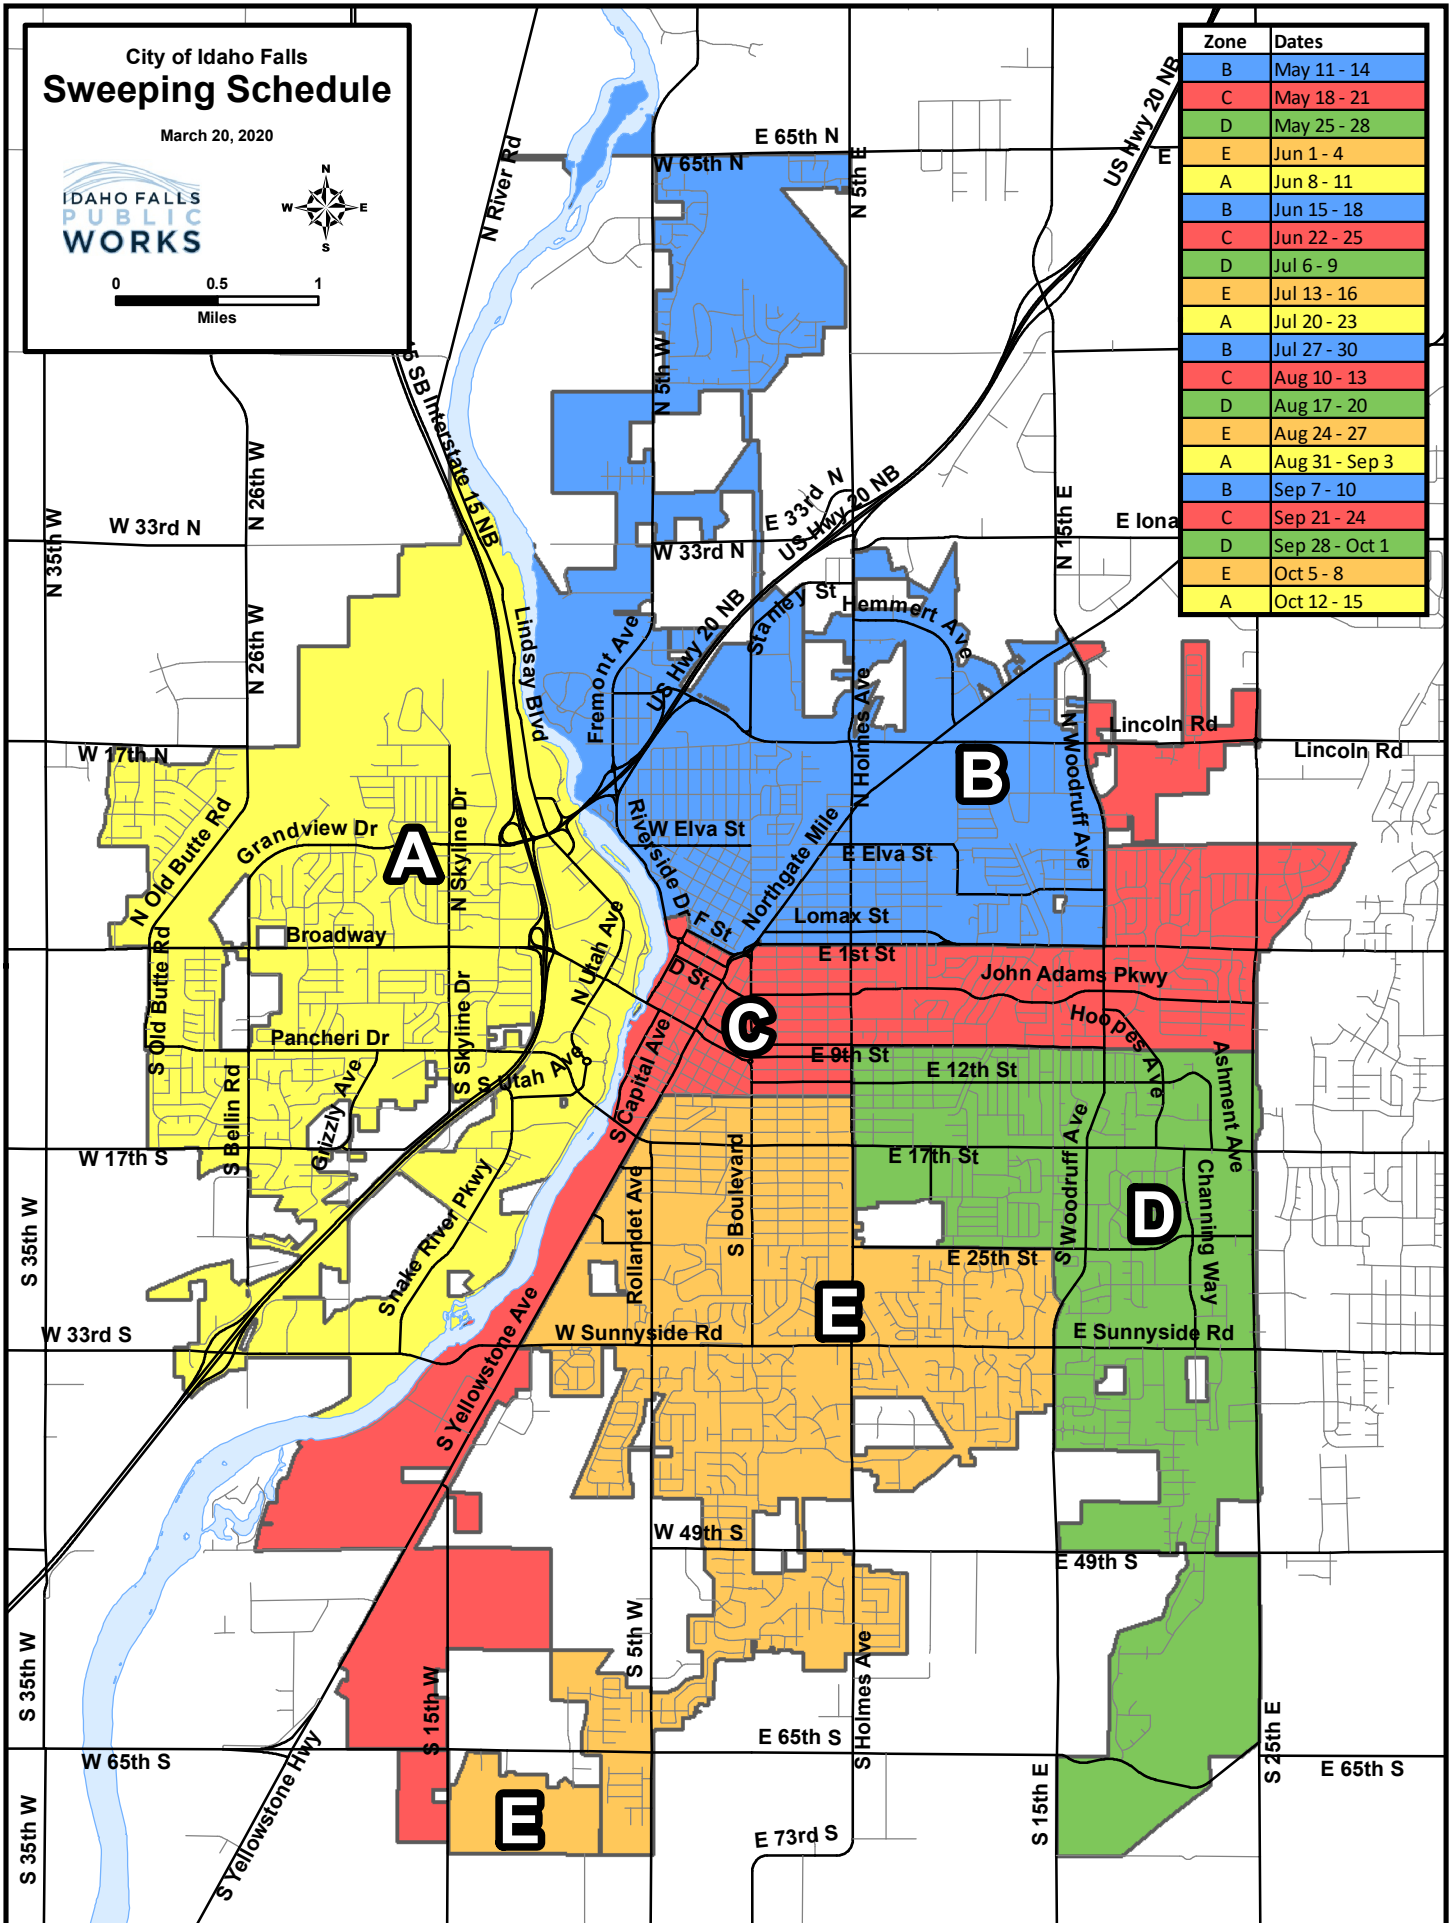 City of Idaho Falls
Sweeping Schedule
March 20, 2020
IDAHO FALLS
PUBLIC
WORKS
N
W E
S
0 0.5 1
Miles
Zone Dates
B May 11 - 14
C May 18 - 21
D May 25 - 28
E Jun 1 - 4
A Jun 8 - 11
B Jun 15 - 18
C Jun 22 - 25
D Jul 6 - 9
E Jul 13 - 16
A Jul 20 - 23
B Jul 27 - 30
C Aug 10 - 13
D Aug 17 - 20
E Aug 24 - 27
A Aug 31 - Sep 3
B Sep 7 - 10
C Sep 21 - 24
D Sep 28 - Oct 1
E Oct 5 - 8
A Oct 12 - 15
US Hwy 20 NB
E 65th N
W 65th N
E
N River Rd
N 5th E
N 5th W
15 SB
Interstate 15 NB
N 26th W
N 35th W
W 33rd N
E 33rd N
US Hwy 20 NB
W 33rd N
N 15th E
E Iona
N 26th W
Lindsay Blvd
Fremont Ave
US Hwy 20 NB
Stanley St
Hemmert Ave
N Holmes Ave
N Woodruff Ave
Lincoln Rd
Lincoln Rd
W 17th N
B
N Old Butte Rd
Grandview Dr
A
N Skyline Dr
Riverside Dr
W Elva St
Northgate Mile
E Elva St
Lomax St
F St
Broadway
N Utah Ave
E 1st St
D St
John Adams Pkwy
S Old Butte Rd
S Skyline Dr
C
Hoopes Ave
Pancheri Dr
E 9th St
E 12th St
Ashment Ave
S Utah Ave
S Capital Ave
Grizzly Ave
S Bellin Rd
W 17th S
E 17th St
S Woodruff Ave
Channing Way
D
S 35th W
Snake River Pkwy
Rollandet Ave
S Boulevard
E 25th St
E
W 33rd S
W Sunnyside Rd
E Sunnyside Rd
S Yellowstone Ave
W 49th S
E 49th S
S 35th W
S 15th W
S 5th W
S Holmes Ave
S 25th E
W 65th S
E 65th S
E 65th S
S Yellowstone Hwy
S 35th W
E
E 73rd S
S 15th E